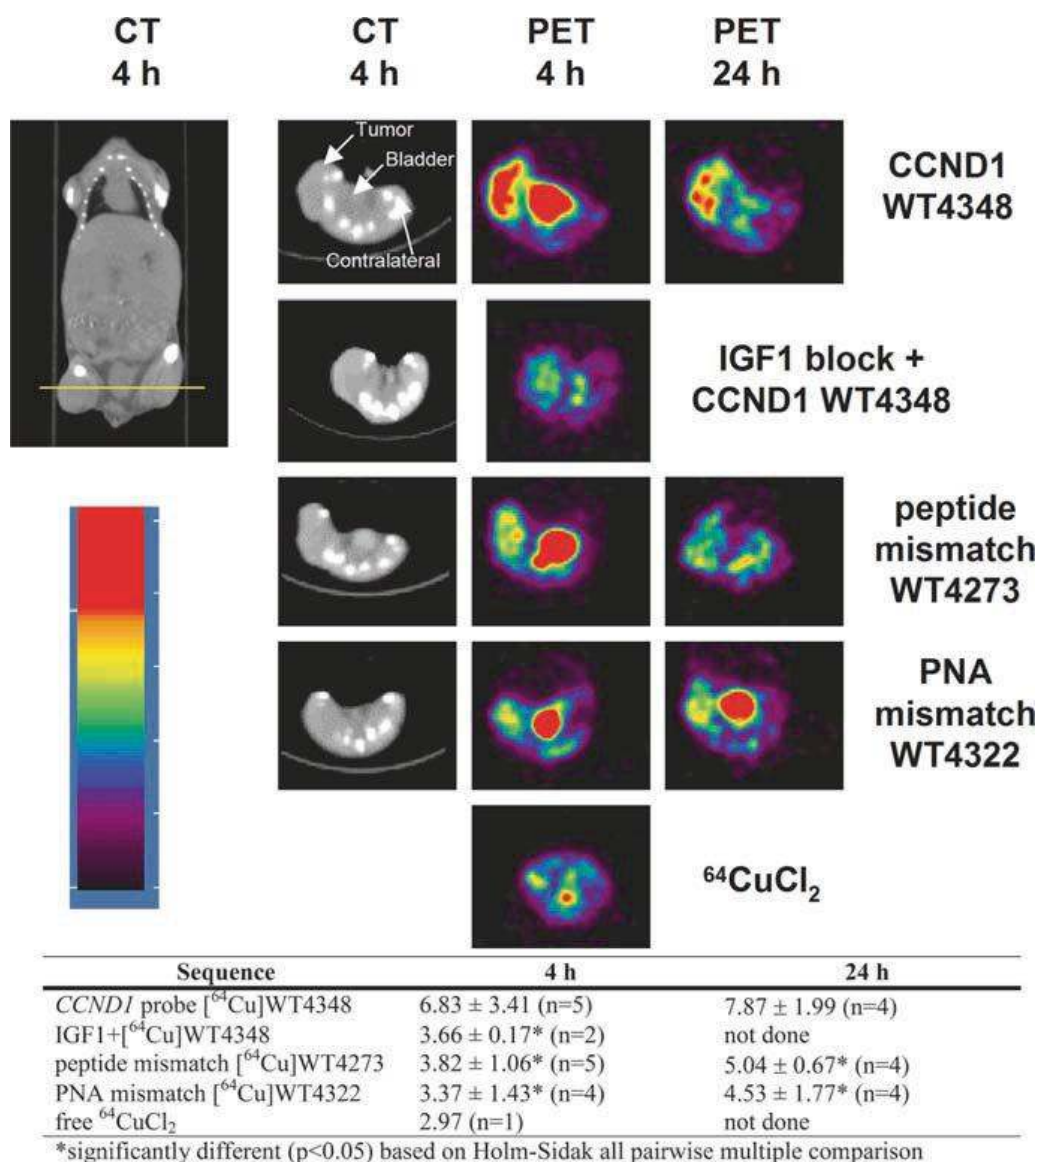 CT
4 h
CT
4 h
PET
4 h
PET
24 h
Tumor
Bladder
Contralateral
CCND1
WT4348
IGF1 block +
CCND1 WT4348
peptide
mismatch
WT4273
PNA
mismatch
WT4322
⁶⁴CuCl₂
Sequence 4 h 24 h
CCND1 probe [⁶⁴Cu]WT4348 6.83 ± 3.41 (n=5) 7.87 ± 1.99 (n=4)
IGF1+[⁶⁴Cu]WT4348 3.66 ± 0.17* (n=2) not done
peptide mismatch [⁶⁴Cu]WT4273 3.82 ± 1.06* (n=5) 5.04 ± 0.67* (n=4)
PNA mismatch [⁶⁴Cu]WT4322 3.37 ± 1.43* (n=4) 4.53 ± 1.77* (n=4)
free ⁶⁴CuCl₂ 2.97 (n=1) not done
*significantly different (p<0.05) based on Holm-Sidak all pairwise multiple comparison